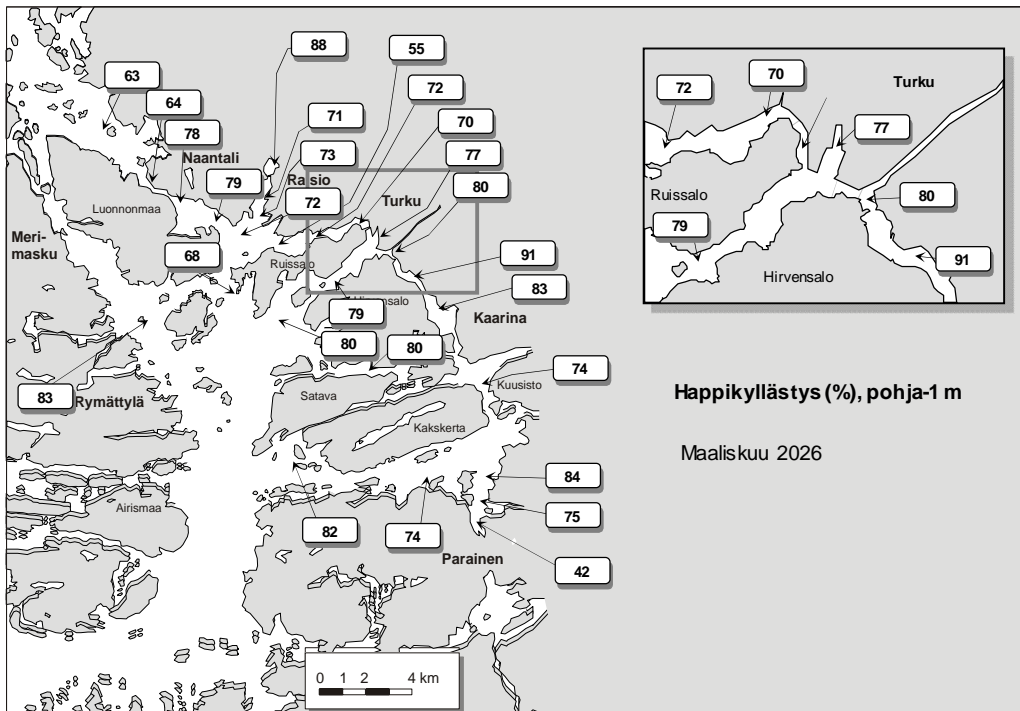 88
55
63
72
64
71
70
78
Naantali
73
77
79
Raisio
80
Luonnonmaa
72
Turku
Meri-
masku
68
Ruissalo
91
Hirvensalo
83
79
Kaarina
80
80
74
Kuusisto
83
Rymättylä
Satava
Kakskerta
84
Airismaa
75
82
74
Parainen
42
0 1 2 4 km
70
Turku
72
77
Ruissalo
80
79
91
Hirvensalo
Happikyllästys (%), pohja-1 m
Maaliskuu 2026